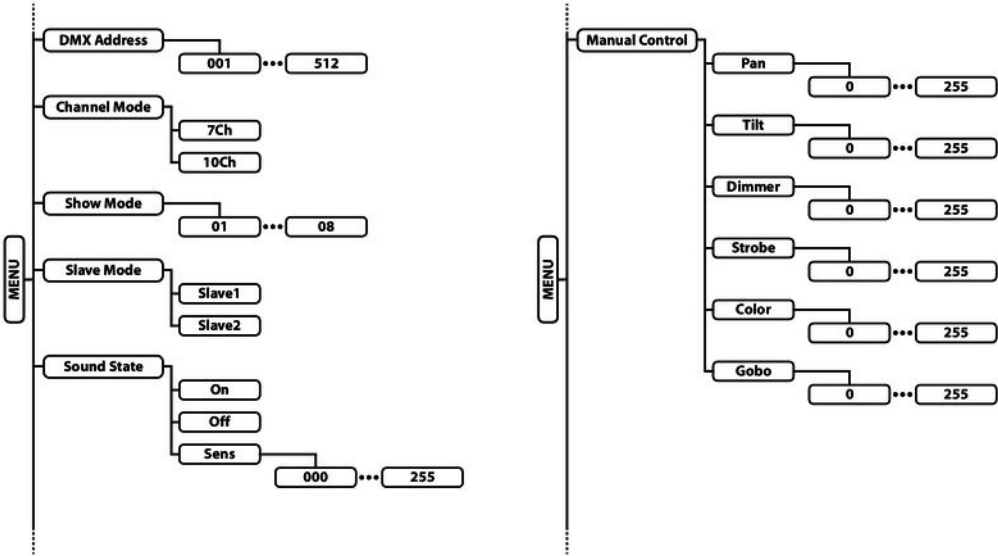 MENU
DMX Address
001 ••• 512
Channel Mode
7Ch
10Ch
Show Mode
01 ••• 08
Slave Mode
Slave1
Slave2
Sound State
On
Off
Sens
000 ••• 255
MENU
Manual Control
Pan
0 ••• 255
Tilt
0 ••• 255
Dimmer
0 ••• 255
Strobe
0 ••• 255
Color
0 ••• 255
Gobo
0 ••• 255